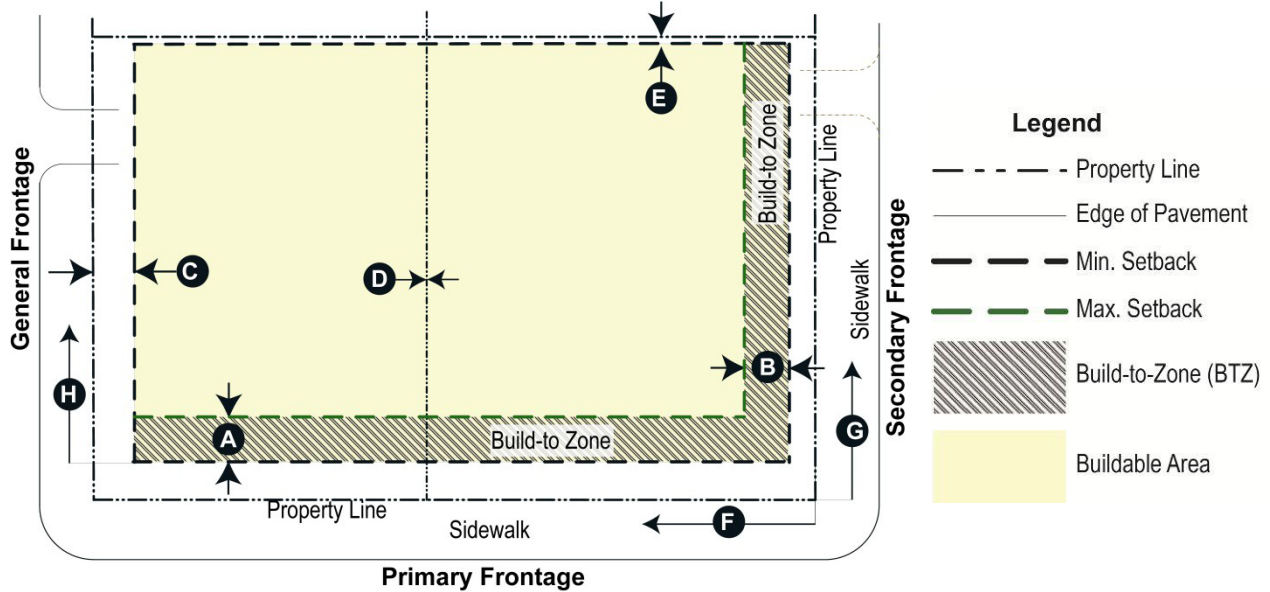 E
Build-to Zone
Property Line
Sidewalk
General Frontage
Secondary Frontage
C
D
B
H
G
A
Build-to Zone
Property Line
Sidewalk
F
Primary Frontage
Legend
Property Line
Edge of Pavement
Min. Setback
Max. Setback
Build-to-Zone (BTZ)
Buildable Area